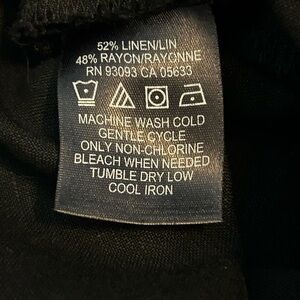 52% LINEN/LIN
48% RAYON/RAYONNE
RN 93093 CA 05633
MACHINE WASH COLD
GENTLE CYCLE
ONLY NON-CHLORINE
BLEACH WHEN NEEDED
TUMBLE DRY LOW
COOL IRON